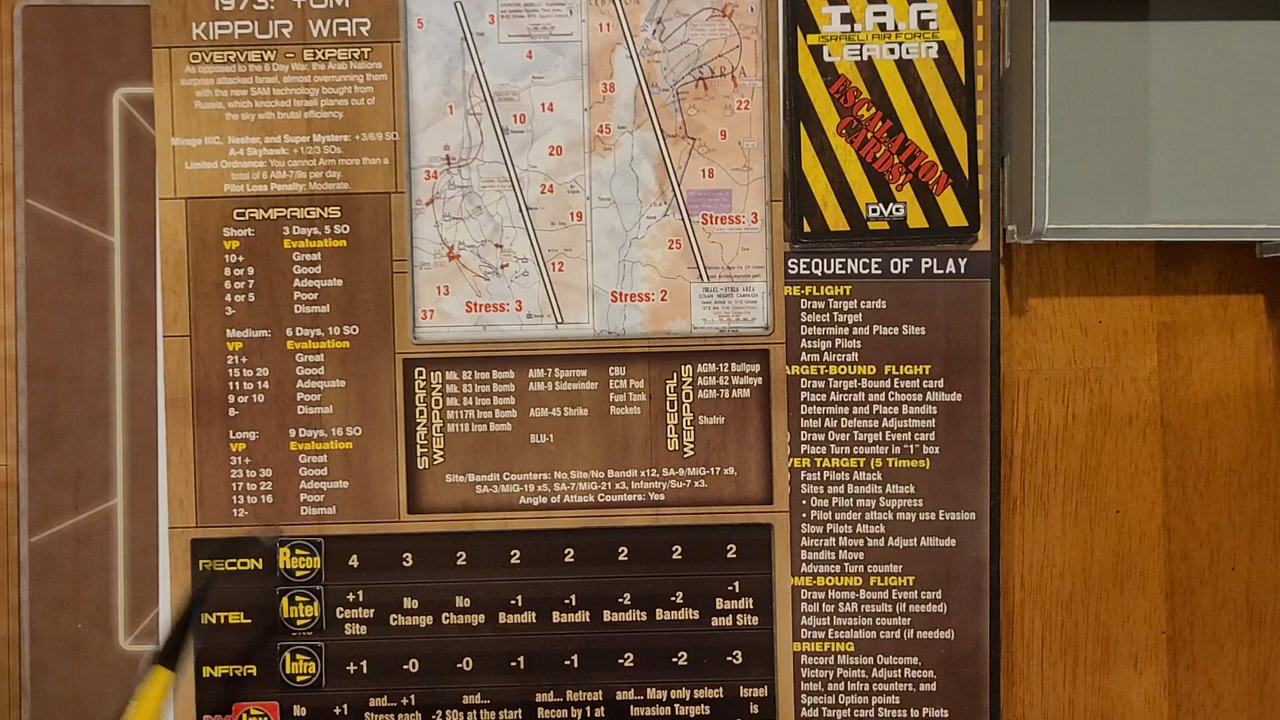 1973: YOM
KIPPUR WAR
OVERVIEW - EXPERT
As opposed to the 6 Day War, the Arab Nations
surprise attacked Israel, almost overrunning them
with the new SAM technology bought from
Russia, which knocked Israeli planes out of
the sky with brutal efficiency.
Mirage IIIC, Nesher, and Super Mystere: +3/6/9 SO.
A-4 Skyhawk: +1/2/3 SOs.
Limited Ordnance: You cannot Arm more than a
total of 6 AIM-7/9s per day.
Pilot Loss Penalty: Moderate.
CAMPAIGNS
Short: 3 Days, 5 SO
VP Evaluation
10+ Great
8 or 9 Good
6 or 7 Adequate
4 or 5 Poor
3- Dismal
Medium: 6 Days, 10 SO
VP Evaluation
21+ Great
15 to 20 Good
11 to 14 Adequate
9 or 10 Poor
8- Dismal
Long: 9 Days, 16 SO
VP Evaluation
31+ Great
23 to 30 Good
17 to 22 Adequate
13 to 16 Poor
12- Dismal
5
3
4
1
10
14
20
34
24
19
12
13
37
Stress: 3
11
SYRIA
38
22
45
9
18
Stress: 3
25
Stress: 2
ISRAEL-SYRIA AREA
GOLAN HEIGHTS CAMPAIGN
STANDARD WEAPONS
Mk. 82 Iron Bomb
Mk. 83 Iron Bomb
Mk. 84 Iron Bomb
M117R Iron Bomb
M118 Iron Bomb
AIM-7 Sparrow
AIM-9 Sidewinder
AGM-45 Shrike
BLU-1
CBU
ECM Pod
Fuel Tank
Rockets
SPECIAL WEAPONS
AGM-12 Bullpup
AGM-62 Walleye
AGM-78 ARM
Shafrir
Site/Bandit Counters: No Site/No Bandit x12, SA-9/MiG-17 x9,
SA-3/MiG-19 x5, SA-7/MiG-21 x3, Infantry/Su-7 x3.
Angle of Attack Counters: Yes
RECON Recon 4 3 2 2 2 2 2 2
INTEL Intel +1 Center Site No Change No Change -1 Bandit -1 Bandit -2 Bandits -2 Bandits -1 Bandit and Site
INFRA Infra +1 -0 -0 -1 -1 -2 -2 -3
No +1 and... +1 and... and... Retreat and... May only select Israel
Stress each -2 SOs at the start Recon by 1 at Invasion Targets is
I.A.F.
ISRAELI AIR FORCE
LEADER
ESCALATION
CARDS!
DVG
SEQUENCE OF PLAY
RE-FLIGHT
Draw Target cards
Select Target
Determine and Place Sites
Assign Pilots
Arm Aircraft
ARGET-BOUND FLIGHT
Draw Target-Bound Event card
Place Aircraft and Choose Altitude
Determine and Place Bandits
Intel Air Defense Adjustment
Draw Over Target Event card
Place Turn counter in "1" box
VER TARGET (5 Times)
Fast Pilots Attack
Sites and Bandits Attack
• One Pilot may Suppress
• Pilot under attack may use Evasion
Slow Pilots Attack
Aircraft Move and Adjust Altitude
Bandits Move
Advance Turn counter
OME-BOUND FLIGHT
Draw Home-Bound Event card
Roll for SAR results (if needed)
Adjust Invasion counter
Draw Escalation card (if needed)
BRIEFING
Record Mission Outcome,
Victory Points, Adjust Recon,
Intel, and Infra counters, and
Special Option points
Add Target card Stress to Pilots